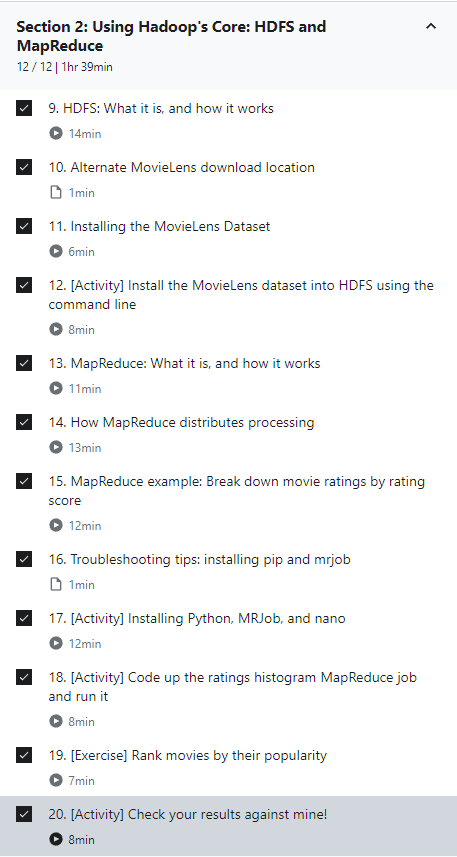 Section 2: Using Hadoop's Core: HDFS and
MapReduce
12 / 12 | 1hr 39min
9. HDFS: What it is, and how it works
14min
10. Alternate MovieLens download location
1min
11. Installing the MovieLens Dataset
6min
12. [Activity] Install the MovieLens dataset into HDFS using the
command line
8min
13. MapReduce: What it is, and how it works
11min
14. How MapReduce distributes processing
13min
15. MapReduce example: Break down movie ratings by rating
score
12min
16. Troubleshooting tips: installing pip and mrjob
1min
17. [Activity] Installing Python, MRJob, and nano
12min
18. [Activity] Code up the ratings histogram MapReduce job
and run it
8min
19. [Exercise] Rank movies by their popularity
7min
20. [Activity] Check your results against mine!
8min